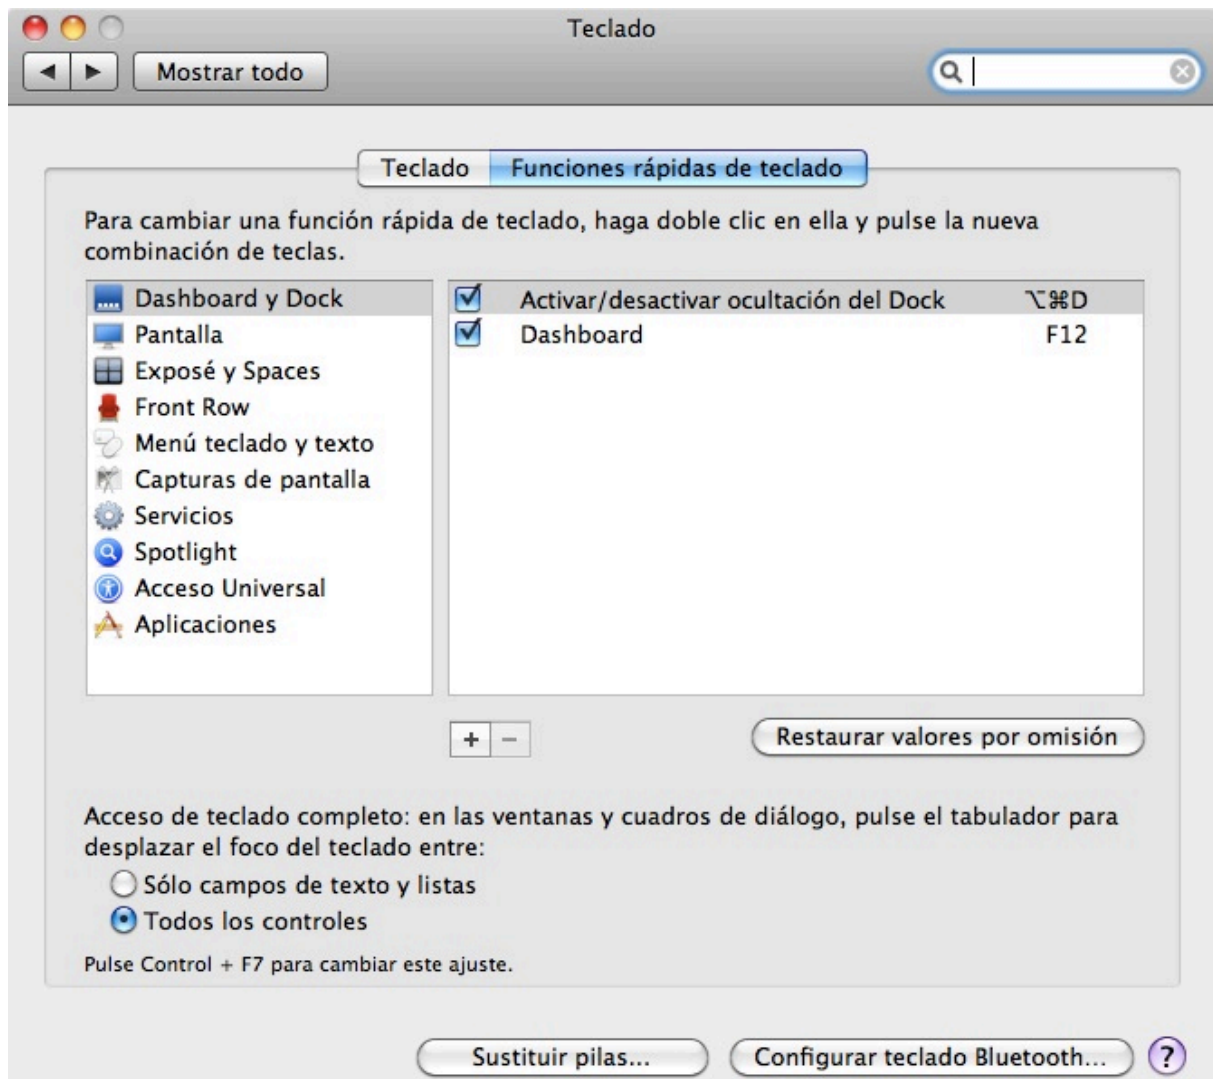 Teclado
Mostrar todo
Teclado
Funciones rápidas de teclado
Para cambiar una función rápida de teclado, haga doble clic en ella y pulse la nueva
combinación de teclas.
Dashboard y Dock
Pantalla
Exposé y Spaces
Front Row
Menú teclado y texto
Capturas de pantalla
Servicios
Spotlight
Acceso Universal
Aplicaciones
Activar/desactivar ocultación del Dock ⌥⌘D
Dashboard F12
+ −
Restaurar valores por omisión
Acceso de teclado completo: en las ventanas y cuadros de diálogo, pulse el tabulador para
desplazar el foco del teclado entre:
Sólo campos de texto y listas
Todos los controles
Pulse Control + F7 para cambiar este ajuste.
Sustituir pilas...
Configurar teclado Bluetooth...
?